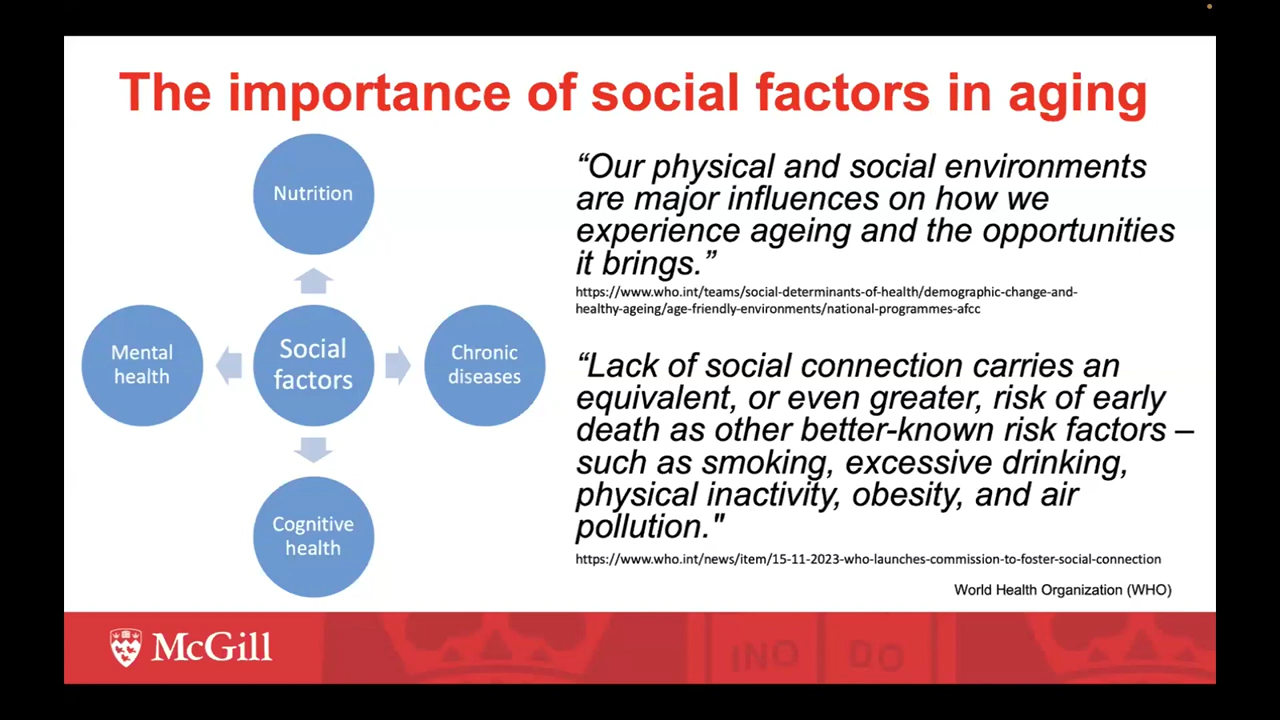 The importance of social factors in aging
Nutrition
Mental
health
Social
factors
Chronic
diseases
Cognitive
health
“Our physical and social environments
are major influences on how we
experience ageing and the opportunities
it brings.”
https://www.who.int/teams/social-determinants-of-health/demographic-change-and-
healthy-ageing/age-friendly-environments/national-programmes-afcc
“Lack of social connection carries an
equivalent, or even greater, risk of early
death as other better-known risk factors –
such as smoking, excessive drinking,
physical inactivity, obesity, and air
pollution."
https://www.who.int/news/item/15-11-2023-who-launches-commission-to-foster-social-connection
World Health Organization (WHO)
McGill
INO DO